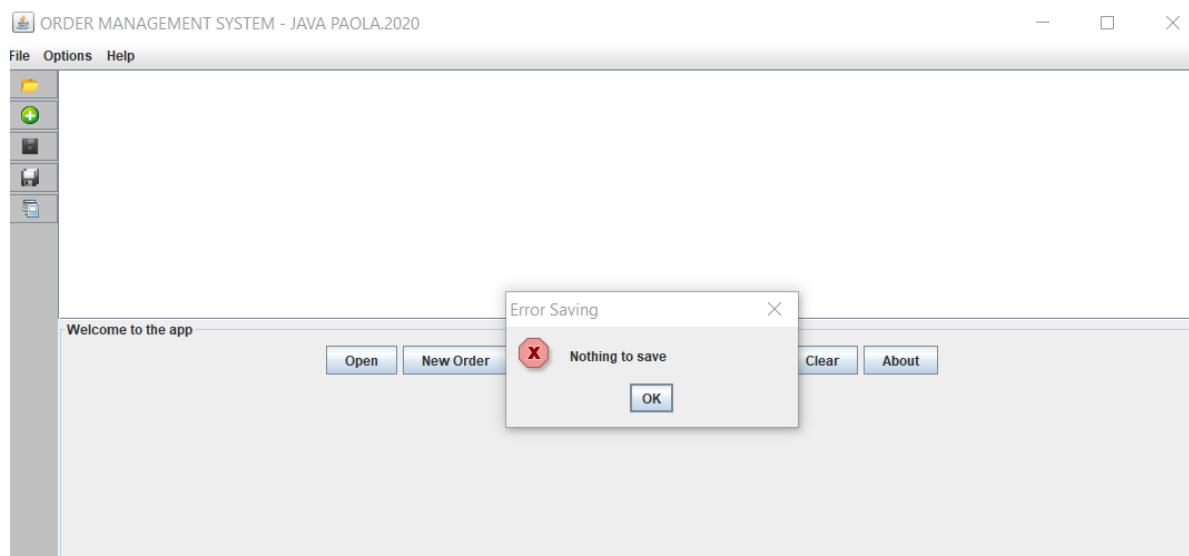 ORDER MANAGEMENT SYSTEM - JAVA PAOLA.2020
File Options Help
Error Saving
Nothing to save
OK
Welcome to the app
Open New Order Clear About